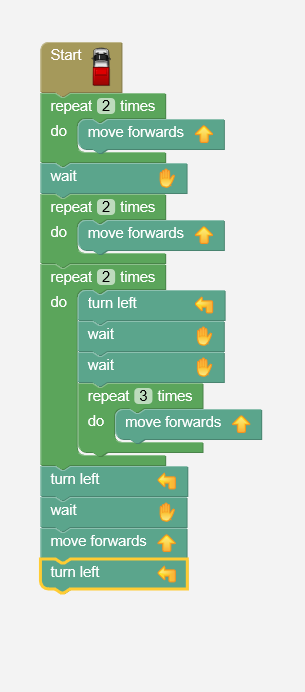 Start
repeat 2 times
do move forwards
wait
repeat 2 times
do move forwards
repeat 2 times
do turn left
wait
wait
repeat 3 times
do move forwards
turn left
wait
move forwards
turn left